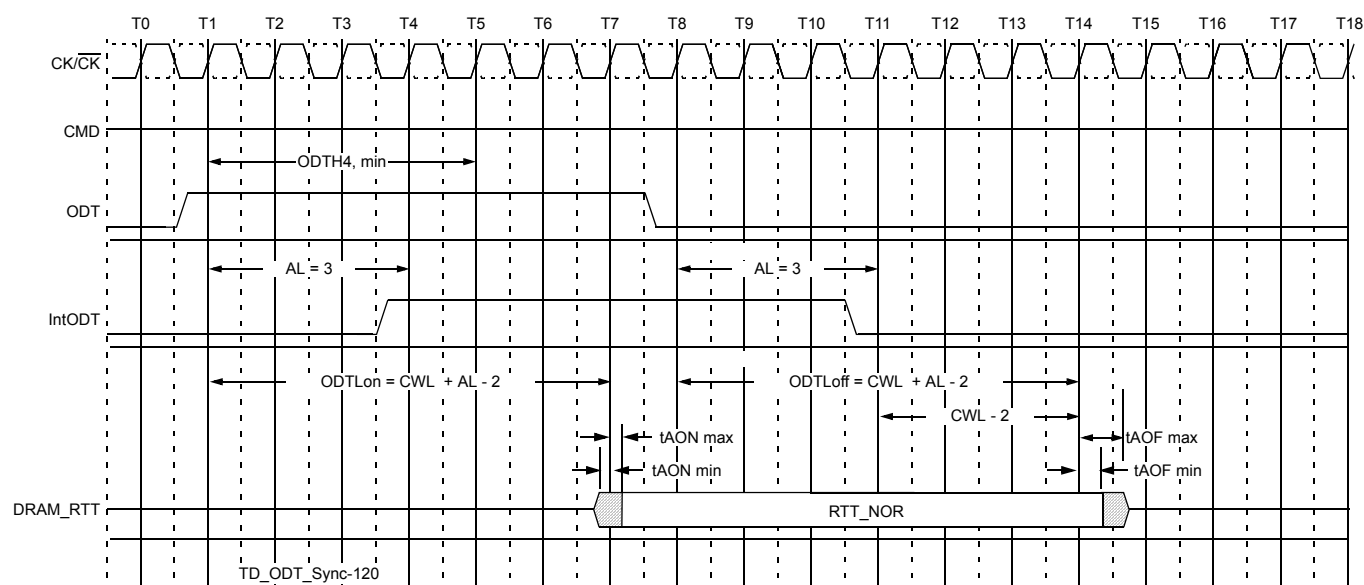 T0 T1 T2 T3 T4 T5 T6 T7 T8 T9 T10 T11 T12 T13 T14 T15 T16 T17 T18
CK/C̅K̅
CMD
ODTH4, min
ODT
AL = 3 AL = 3
IntODT
ODTLon = CWL + AL - 2 ODTLoff = CWL + AL - 2
CWL - 2
tAON max tAOF max
tAON min tAOF min
DRAM_RTT RTT_NOR
TD_ODT_Sync-120